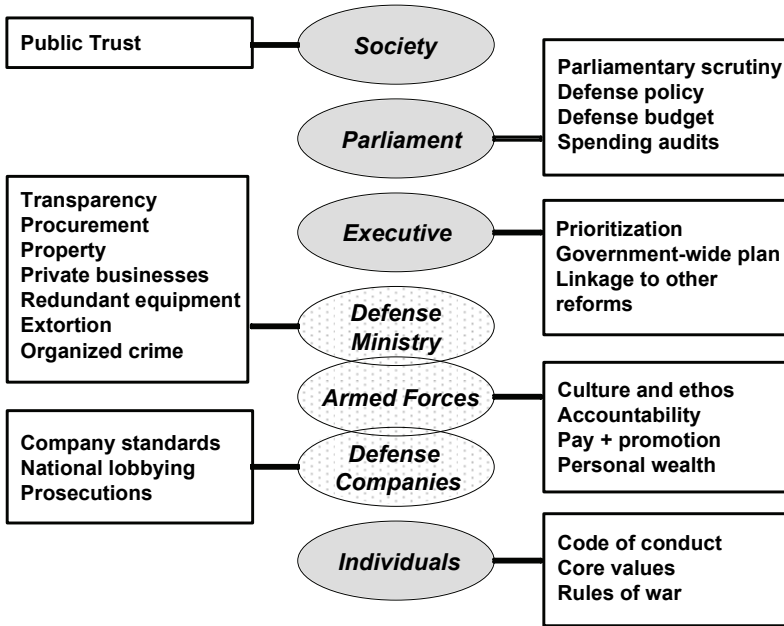 Public Trust
Society
Parliamentary scrutiny
Defense policy
Defense budget
Spending audits
Parliament
Transparency
Procurement
Property
Private businesses
Redundant equipment
Extortion
Organized crime
Executive
Prioritization
Government-wide plan
Linkage to other
reforms
Defense
Ministry
Armed Forces
Culture and ethos
Accountability
Pay + promotion
Personal wealth
Company standards
National lobbying
Prosecutions
Defense
Companies
Individuals
Code of conduct
Core values
Rules of war